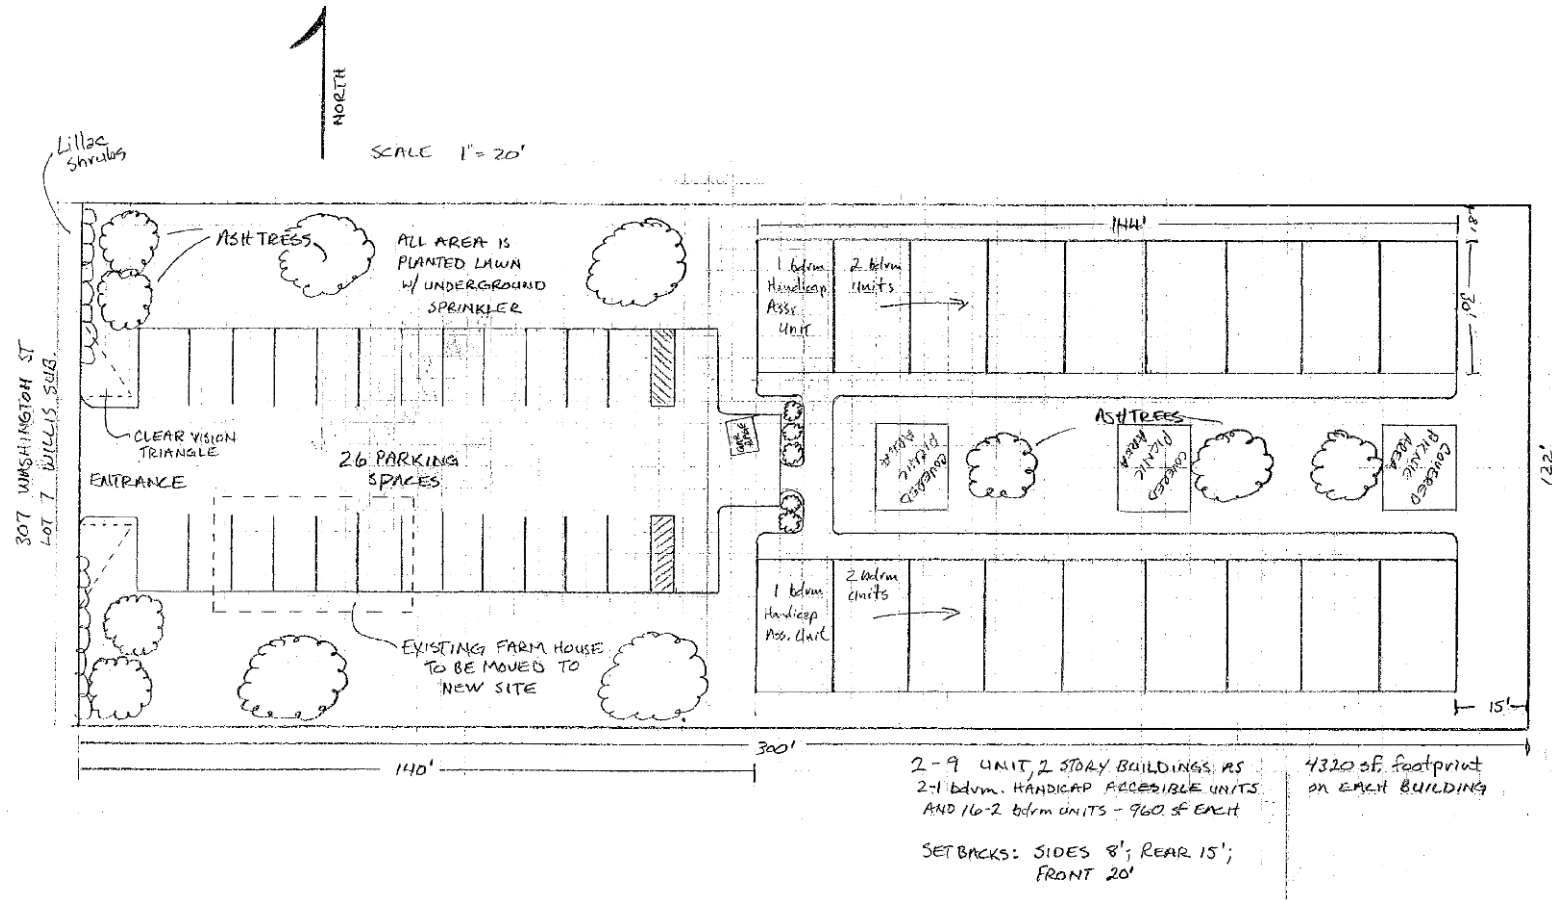 NORTH
SCALE 1"= 20'
Lillac
Shrubs
ASH TRESS
ALL AREA IS
PLANTED LAWN
W/ UNDERGROUND
SPRINKLER
144'
8'
1 bdrm
Handicap
Ass.
Unit
2 bdrm
Units
30'
307 WASHINGTON ST
LOT 7 WILLIS SUB.
CLEAR VISION
TRIANGLE
ENTRANCE
26 PARKING
SPACES
ASH TREES
COVERED
PICNIC
AREA
COVERED
PICNIC
AREA
COVERED
PICNIC
AREA
122'
1 bdrm
Handicap
Ass. Unit
2 bdrm
Units
EXISTING FARM HOUSE
TO BE MOVED TO
NEW SITE
15'
300'
140'
2-9 UNIT, 2 STORY BUILDINGS AS
2-1 bdrm. HANDICAP ACCESIBLE UNITS
AND 16-2 bdrm UNITS - 960 sf EACH
4320 sf footprint
on EACH BUILDING
SETBACKS: SIDES 8'; REAR 15';
FRONT 20'